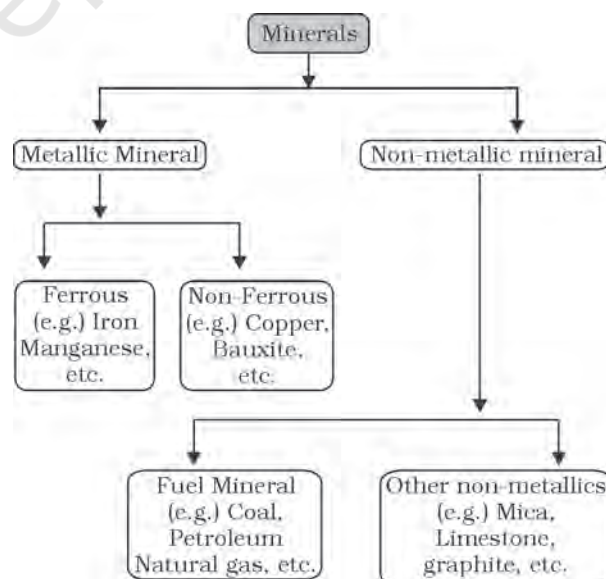 Minerals
Metallic Mineral
Non-metallic mineral
Ferrous
(e.g.) Iron
Manganese,
etc.
Non-Ferrous
(e.g.) Copper,
Bauxite,
etc.
Fuel Mineral
(e.g.) Coal,
Petroleum
Natural gas, etc.
Other non-metallics
(e.g.) Mica,
Limestone,
graphite, etc.